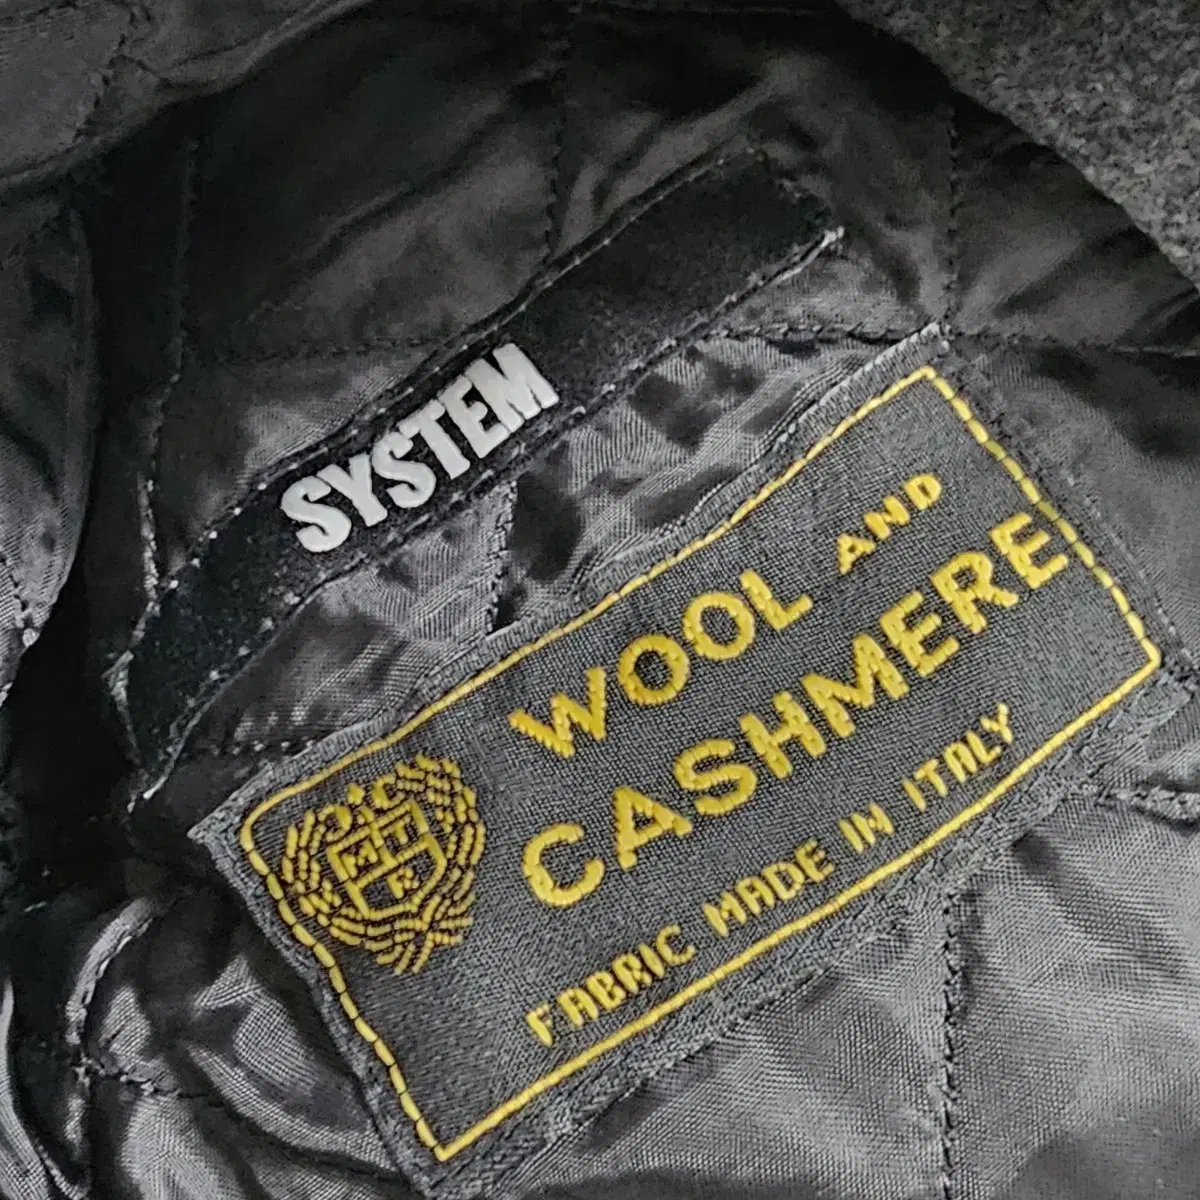 SYSTEM
WOOL AND
CASHMERE
FABRIC MADE IN ITALY